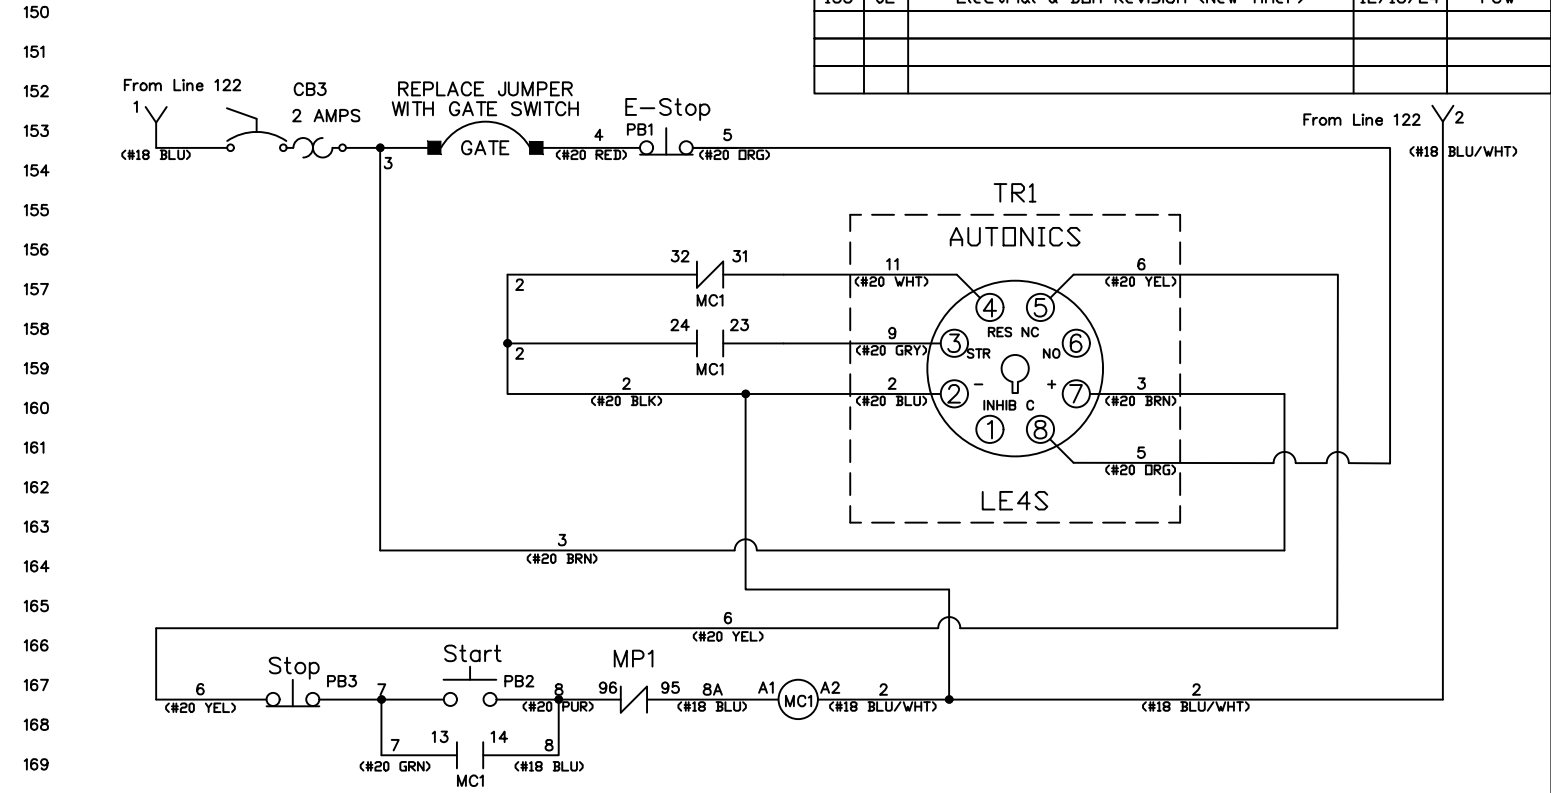 150
151
152
153
154
155
156
157
158
159
160
161
162
163
164
165
166
167
168
169
From Line 122
1
(#18 BLU)
CB3
2 AMPS
3
REPLACE JUMPER
WITH GATE SWITCH
GATE
4
(#20 RED)
E-Stop
PB1
5
(#20 ORG)
From Line 122
2
(#18 BLU/WHT)
TR1
AUTONICS
32 31
MC1
2
11
(#20 WHT)
6
(#20 YEL)
4 5
RES NC
24 23
MC1
2
9
(#20 GRY)
3 STR
NO 6
2
(#20 BLK)
2
(#20 BLU)
2 -
+ 7
3
(#20 BRN)
INHIB C
1 8
5
(#20 ORG)
LE4S
3
(#20 BRN)
6
(#20 YEL)
6
(#20 YEL)
Stop
PB3
7
Start
PB2
8
(#20 PUR)
MP1
96 95
8A
(#18 BLU)
A1 MC1 A2
2
(#18 BLU/WHT)
2
(#18 BLU/WHT)
7
(#20 GRN)
13 14
MC1
8
(#18 BLU)